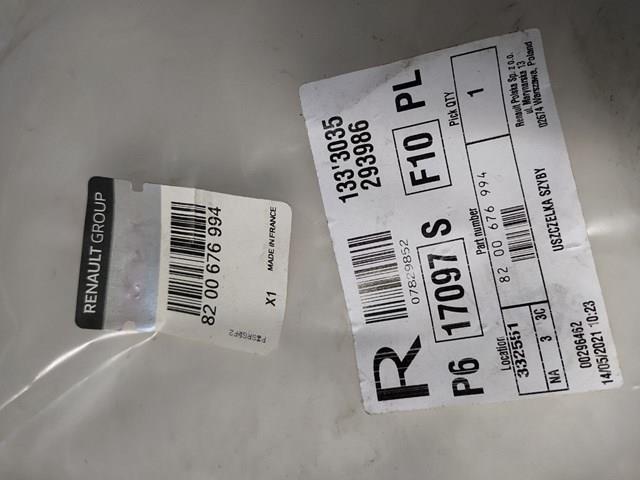 RENAULT GROUP
82 00 676 994
X1
MADE IN FRANCE
133'3035
293986
R
07829852
P6 17097 S F10 PL
Location
332551
Part number
82 00 676 994
Pick QTY
1
NA 3 3C
USZCZELKA SZYBY
00296462
14/05/2021 10:23
Renault Polska Sp. z o.o.
ul. Marynarska 13
02674 Warszawa, Poland